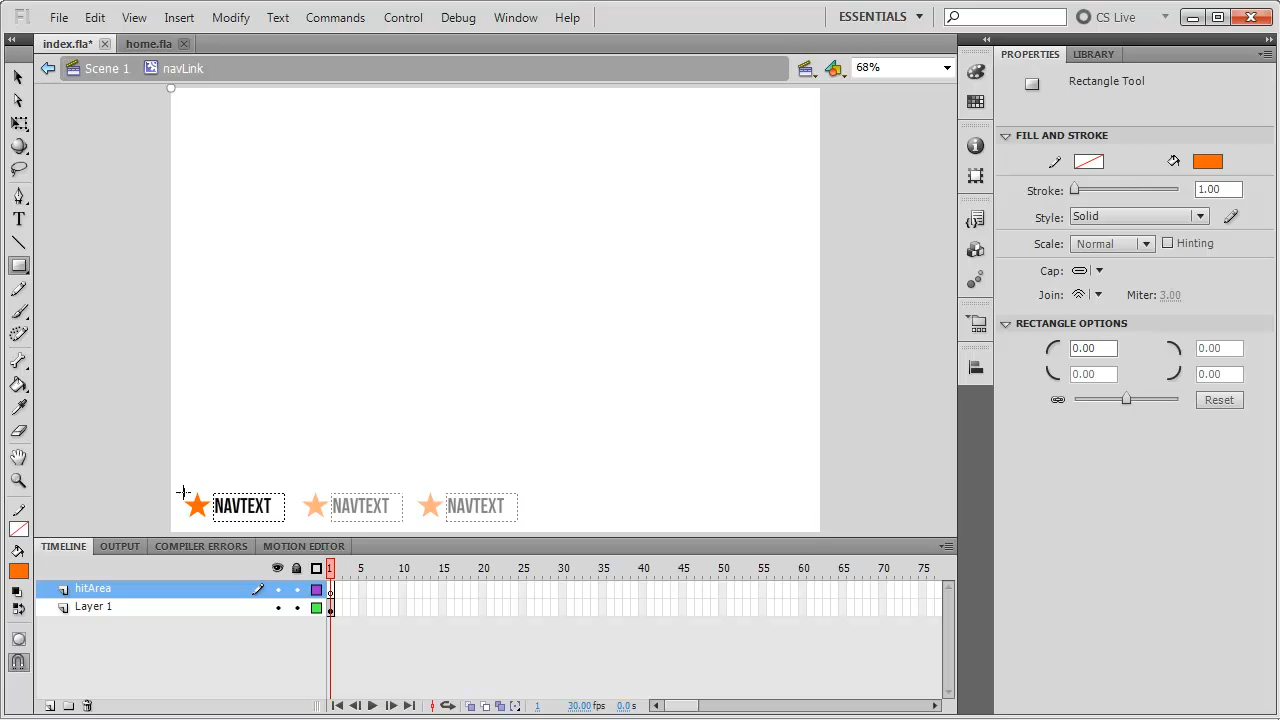 Fl File Edit View Insert Modify Text Commands Control Debug Window Help ESSENTIALS CS Live
index.fla* home.fla
Scene 1 navLink 68%
PROPERTIES LIBRARY
Rectangle Tool
FILL AND STROKE
Stroke: 1.00
Style: Solid
Scale: Normal Hinting
Cap:
Join: Miter: 3.00
RECTANGLE OPTIONS
0.00 0.00
0.00 0.00
Reset
T
NAVTEXT NAVTEXT NAVTEXT
TIMELINE OUTPUT COMPILER ERRORS MOTION EDITOR
1 5 10 15 20 25 30 35 40 45 50 55 60 65 70 75
hitArea
Layer 1
1 30.00 fps 0.0 s